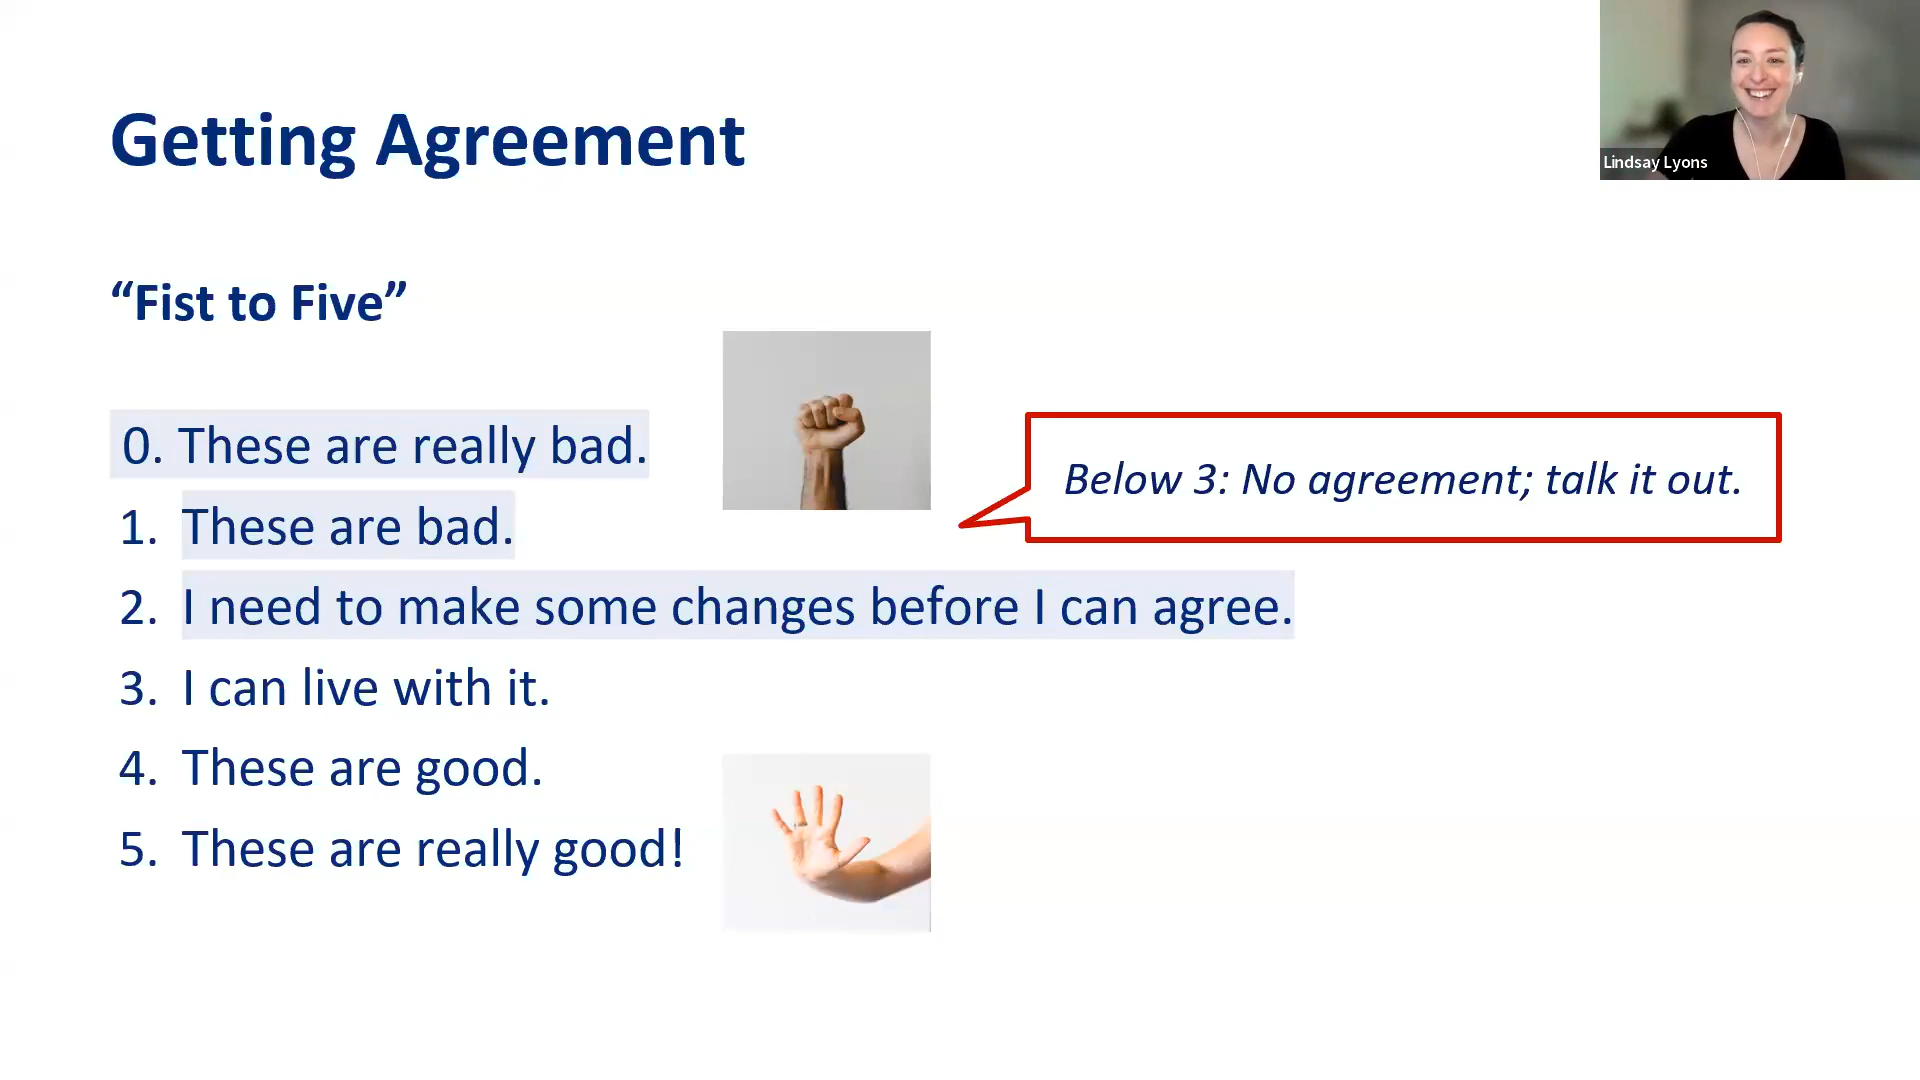 Getting Agreement
Lindsay Lyons
“Fist to Five”
0. These are really bad.
Below 3: No agreement; talk it out.
1. These are bad.
2. I need to make some changes before I can agree.
3. I can live with it.
4. These are good.
5. These are really good!